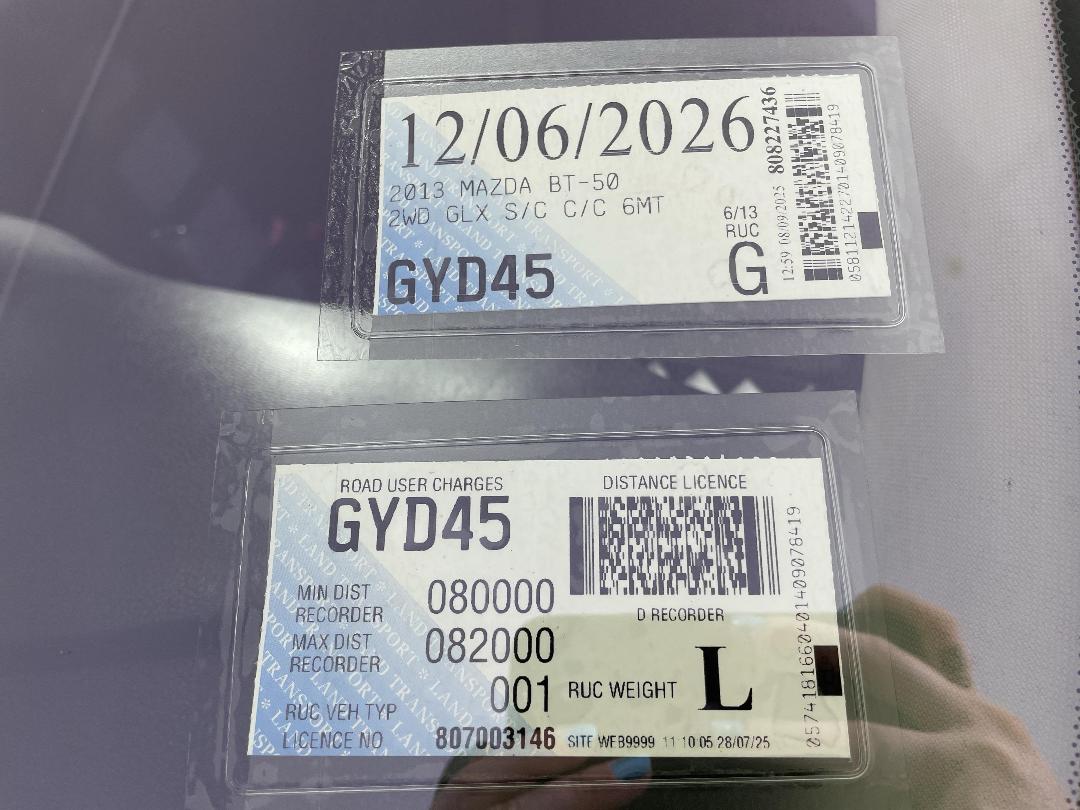 12/06/2026
2013 MAZDA BT-50
2WD GLX S/C C/C 6MT
6/13
RUC
GYD45
G
12:59 08/09/2025 808227436
0581121422701409078419
ROAD USER CHARGES
GYD45
DISTANCE LICENCE
MIN DIST
RECORDER
080000
D RECORDER
MAX DIST
RECORDER
082000
RUC VEH TYP
001
RUC WEIGHT
L
LICENCE NO
807003146
SITE WEB9999 11 10:05 28/07/25
0574181660401409078419